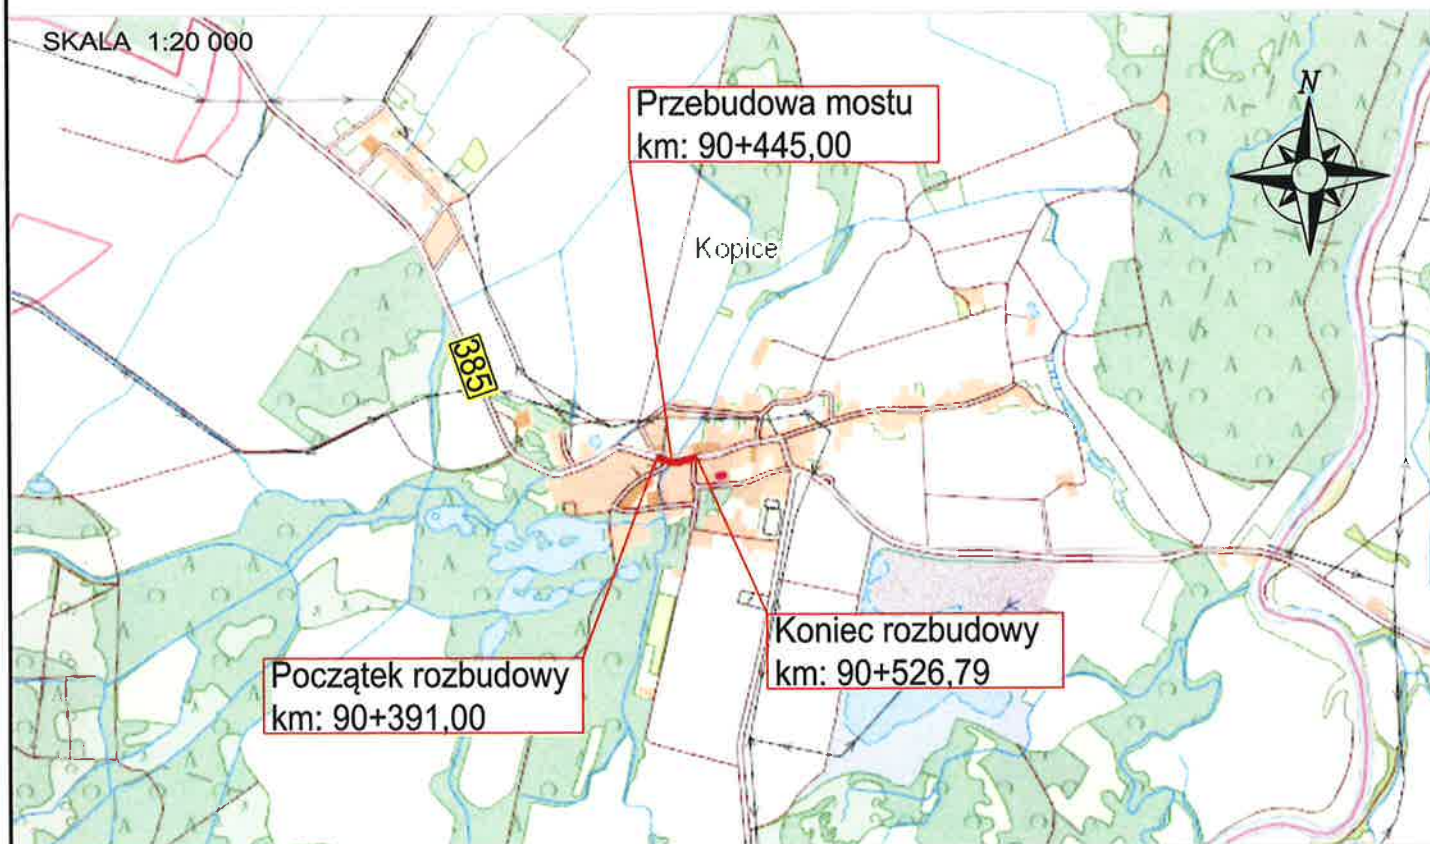 SKALA 1:20 000
N
Przebudowa mostu
km: 90+445,00
Kopice
385
Koniec rozbudowy
km: 90+526,79
Początek rozbudowy
km: 90+391,00